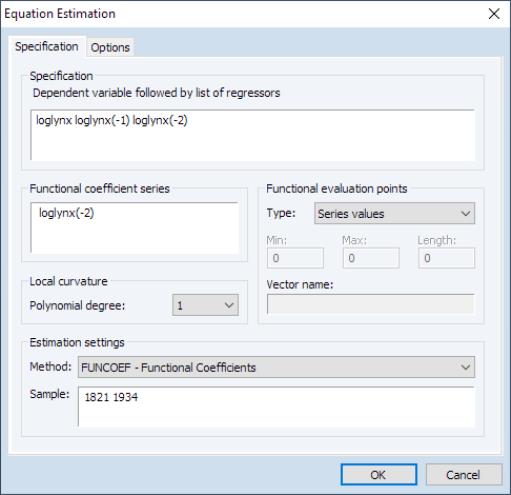 Equation Estimation
Specification
Options
Specification
Dependent variable followed by list of regressors
loglynx loglynx(-1) loglynx(-2)
Functional coefficient series
loglynx(-2)
Functional evaluation points
Type: Series values
Min: Max: Length:
0 0 0
Vector name:
Local curvature
Polynomial degree: 1
Estimation settings
Method: FUNCOEF - Functional Coefficients
Sample: 1821 1934
OK Cancel